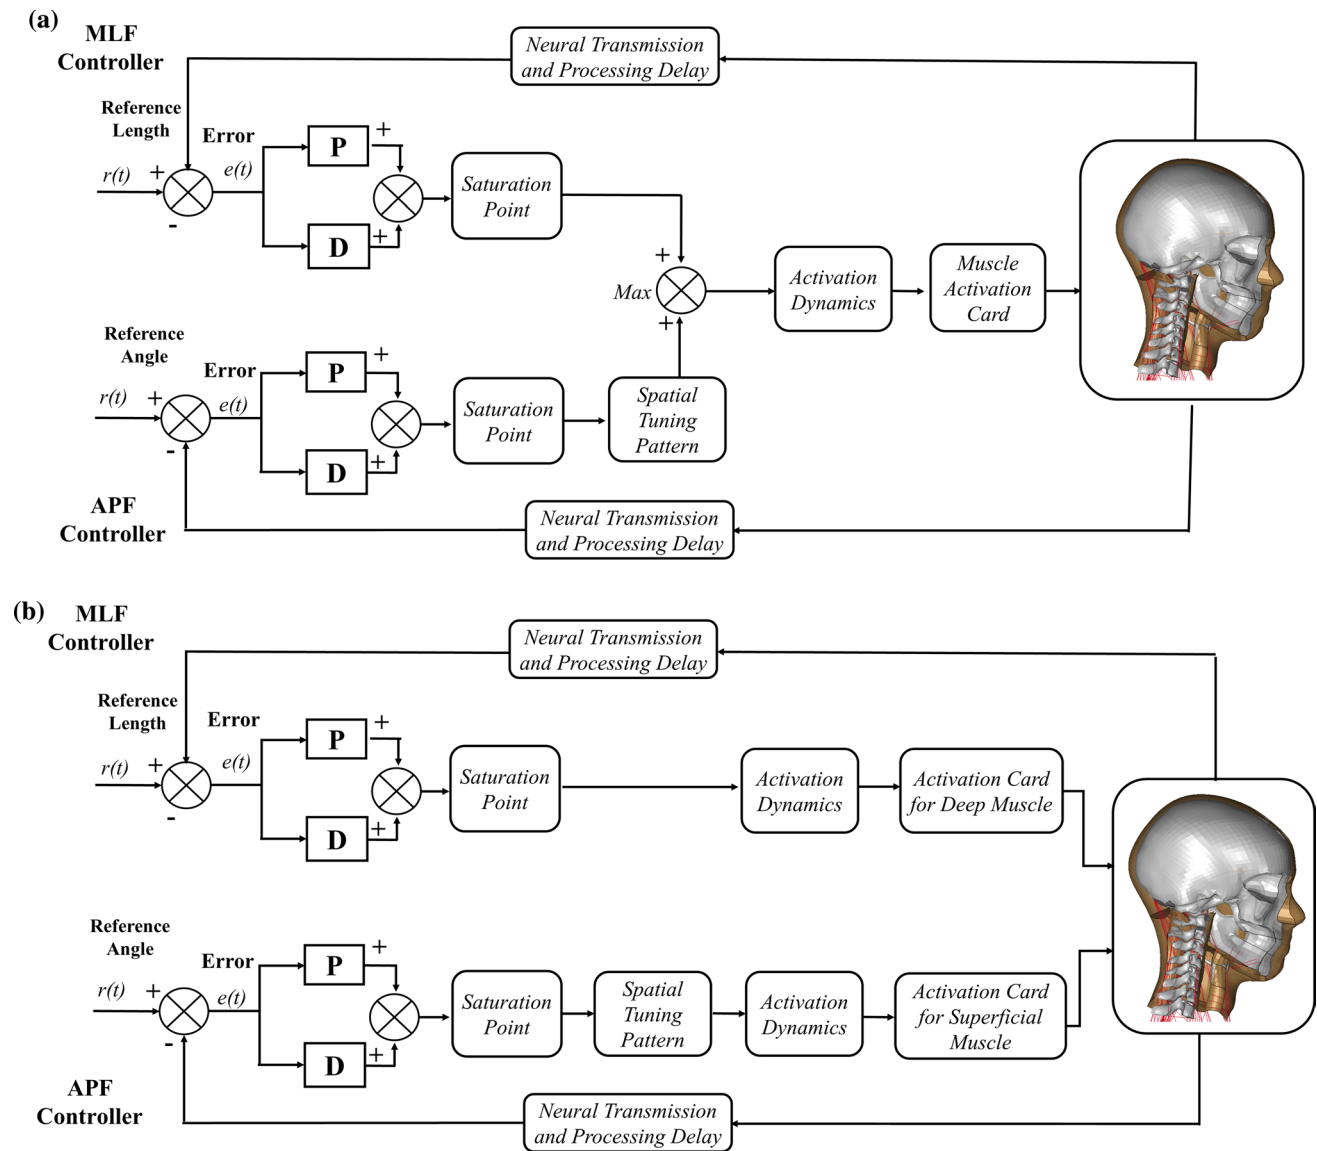 (a)
MLF
Controller
Neural Transmission
and Processing Delay
Reference
Length
Error
r(t)
+
-
e(t)
P
+
D
+
Saturation
Point
+
Max
+
Activation
Dynamics
Muscle
Activation
Card
Reference
Angle
Error
r(t)
+
-
e(t)
P
+
D
+
Saturation
Point
Spatial
Tuning
Pattern
APF
Controller
Neural Transmission
and Processing Delay
(b)
MLF
Controller
Neural Transmission
and Processing Delay
Reference
Length
Error
r(t)
+
-
e(t)
P
+
D
+
Saturation
Point
Activation
Dynamics
Activation Card
for Deep Muscle
Reference
Angle
Error
r(t)
+
-
e(t)
P
+
D
+
Saturation
Point
Spatial
Tuning
Pattern
Activation
Dynamics
Activation Card
for Superficial
Muscle
APF
Controller
Neural Transmission
and Processing Delay